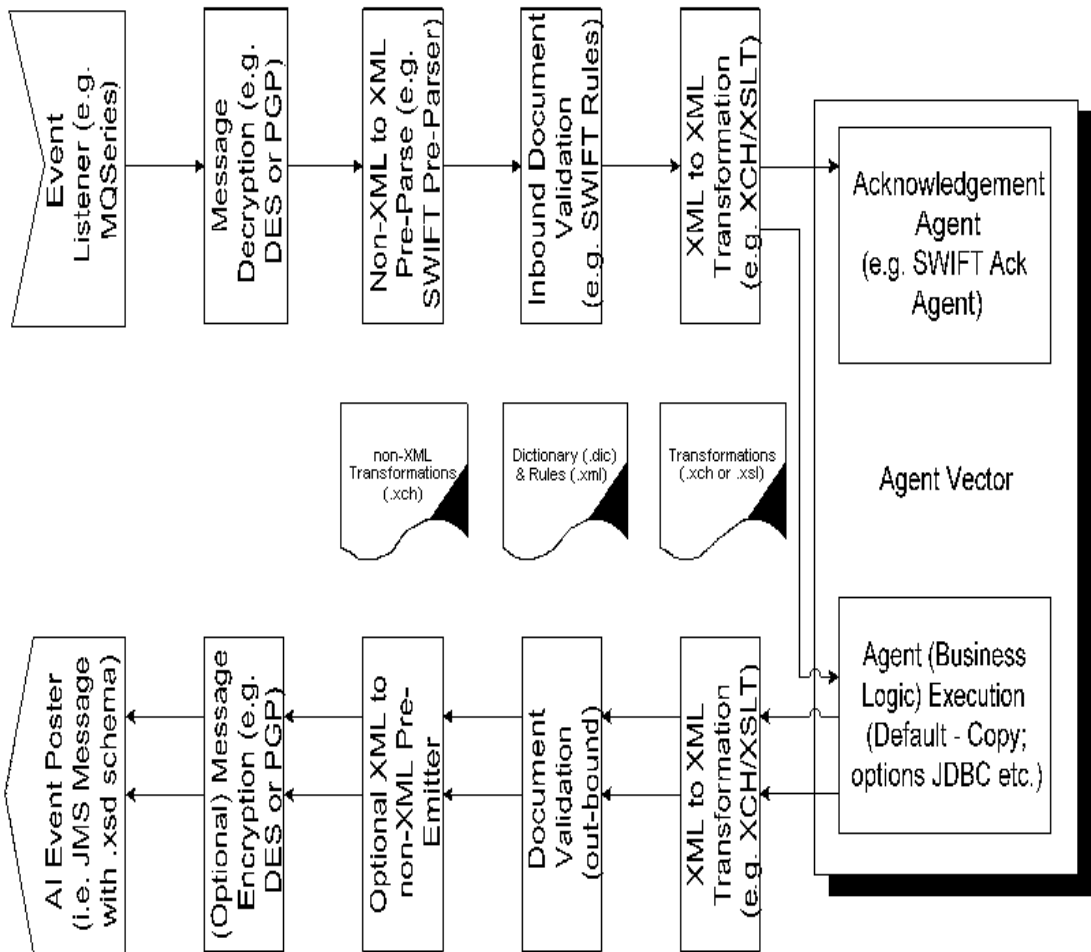 Event
Listener (e.g.
MQSeries)
Message
Decryption (e.g.
DES or PGP)
Non-XML to XML
Pre-Parse (e.g.
SWIFT Pre-Parser)
Inbound Document
Validation
(e.g. SWIFT Rules)
XML to XML
Transformation
(e.g. XCH/XSLT)
Acknowledgement
Agent
(e.g. SWIFT Ack
Agent)
non-XML
Transformations
(.xch)
Dictionary (.dic)
& Rules (.xml)
Transformations
(.xch or .xsl)
Agent Vector
AI Event Poster
(i.e. JMS Message
with .xsd schema)
(Optional) Message
Encryption (e.g.
DES or PGP)
Optional XML to
non-XML Pre-
Emitter
Document
Validation
(out-bound)
XML to XML
Transformation
(e.g. XCH/XSLT)
Agent (Business
Logic) Execution
(Default - Copy;
options JDBC etc.)